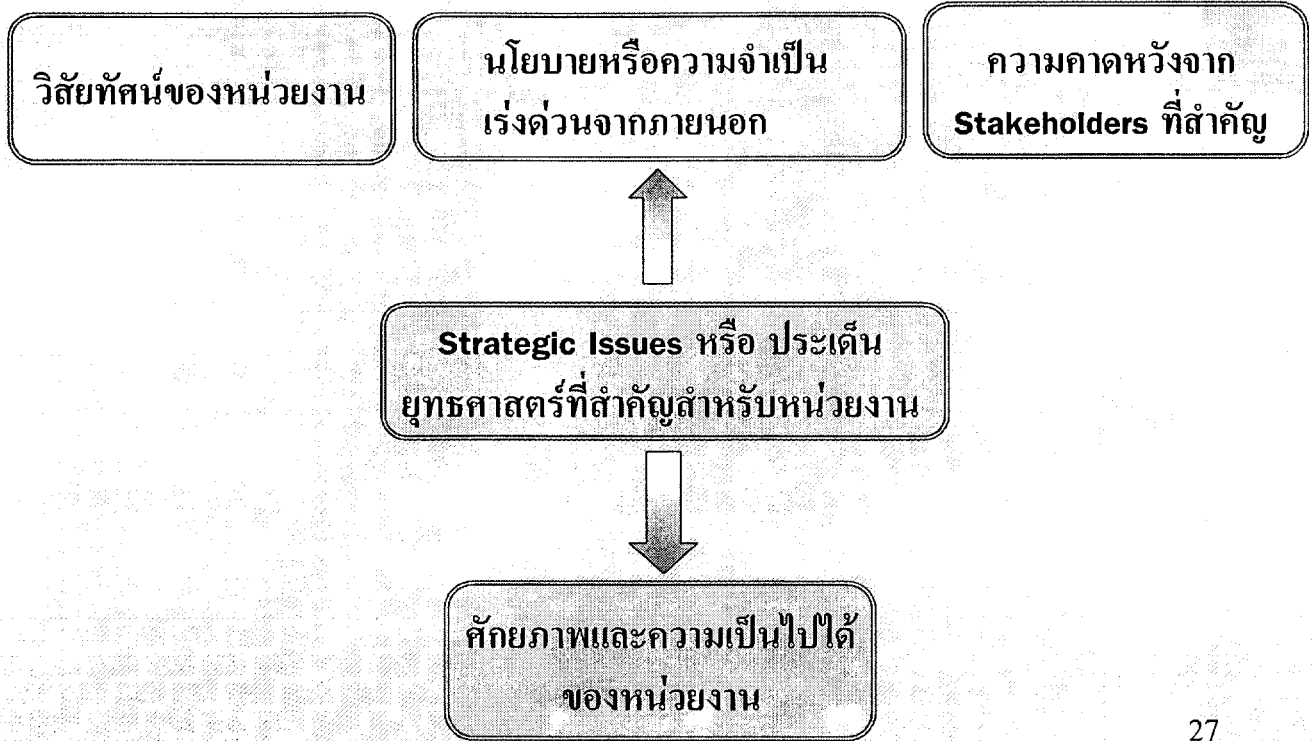 วิสัยทัศน์ของหน่วยงาน
นโยบายหรือความจำเป็น
เร่งด่วนจากภายนอก
ความคาดหวังจาก
Stakeholders ที่สำคัญ
Strategic Issues หรือ ประเด็น
ยุทธศาสตร์ที่สำคัญสำหรับหน่วยงาน
ศักยภาพและความเป็นไปได้
ของหน่วยงาน
27